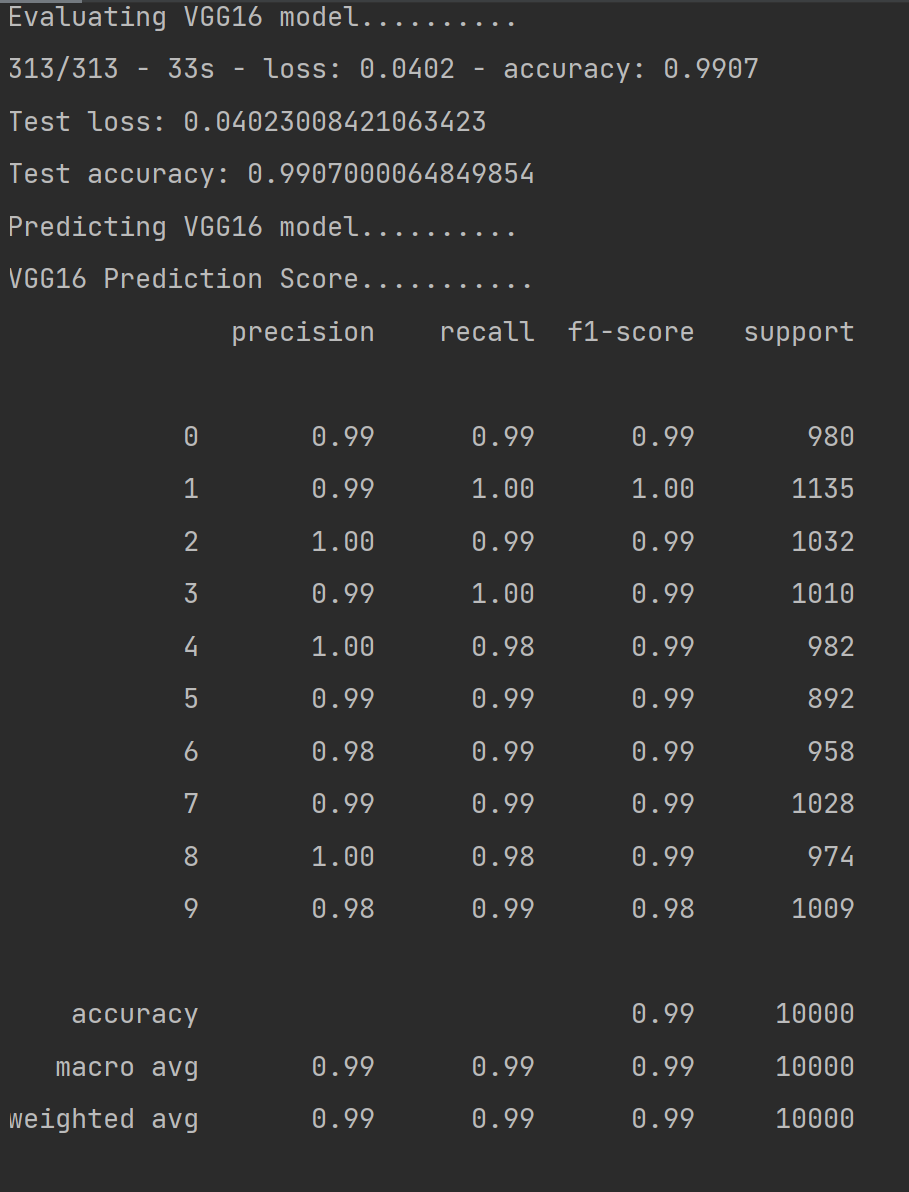 Evaluating VGG16 model..........
313/313 - 33s - loss: 0.0402 - accuracy: 0.9907
Test loss: 0.04023008421063423
Test accuracy: 0.9907000064849854
Predicting VGG16 model..........
VGG16 Prediction Score...........
precision recall f1-score support
0 0.99 0.99 0.99 980
1 0.99 1.00 1.00 1135
2 1.00 0.99 0.99 1032
3 0.99 1.00 0.99 1010
4 1.00 0.98 0.99 982
5 0.99 0.99 0.99 892
6 0.98 0.99 0.99 958
7 0.99 0.99 0.99 1028
8 1.00 0.98 0.99 974
9 0.98 0.99 0.98 1009
accuracy 0.99 10000
macro avg 0.99 0.99 0.99 10000
weighted avg 0.99 0.99 0.99 10000